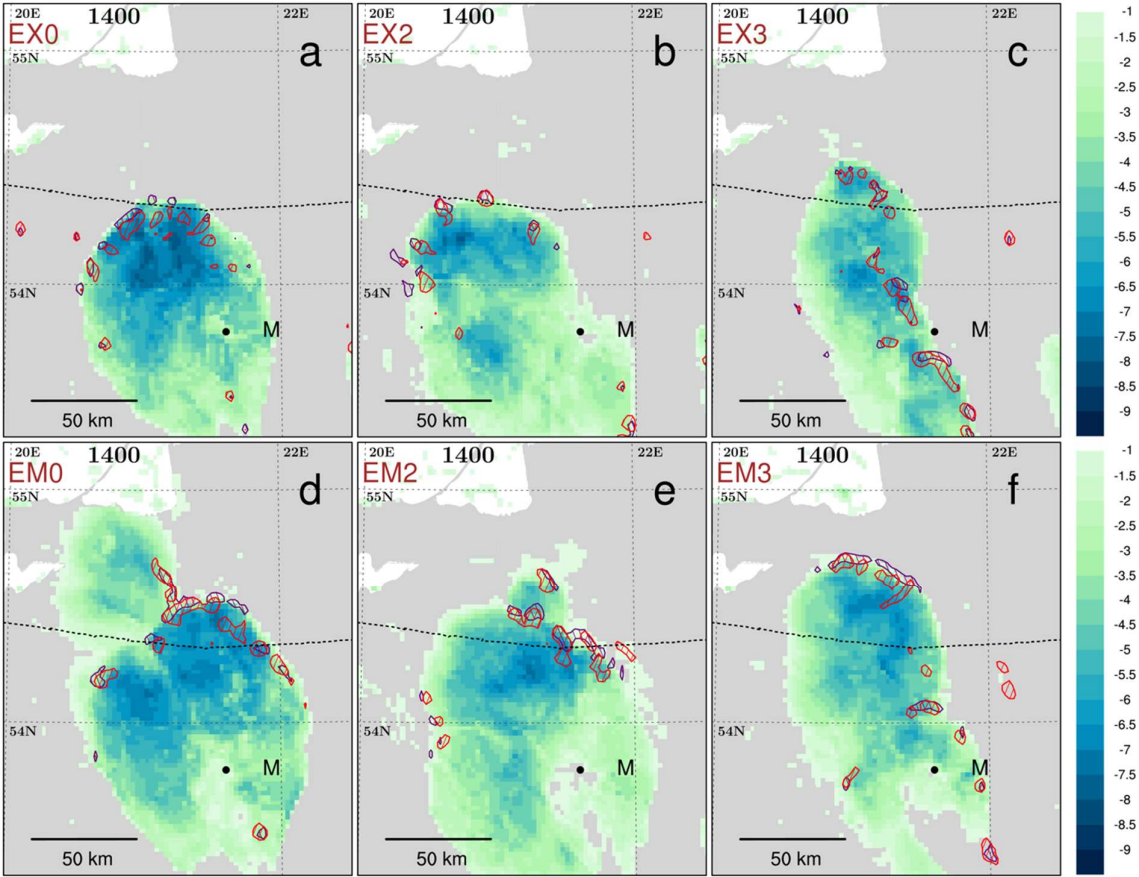 20E 1400 22E
EX0 a
55N
54N
M
50 km
20E 1400 22E
EX2 b
55N
54N
M
50 km
20E 1400 22E
EX3 c
55N
54N
M
50 km
-1
-1.5
-2
-2.5
-3
-3.5
-4
-4.5
-5
-5.5
-6
-6.5
-7
-7.5
-8
-8.5
-9
20E 1400 22E
EM0 d
55N
54N
M
50 km
20E 1400 22E
EM2 e
55N
54N
M
50 km
20E 1400 22E
EM3 f
55N
54N
M
50 km
-1
-1.5
-2
-2.5
-3
-3.5
-4
-4.5
-5
-5.5
-6
-6.5
-7
-7.5
-8
-8.5
-9